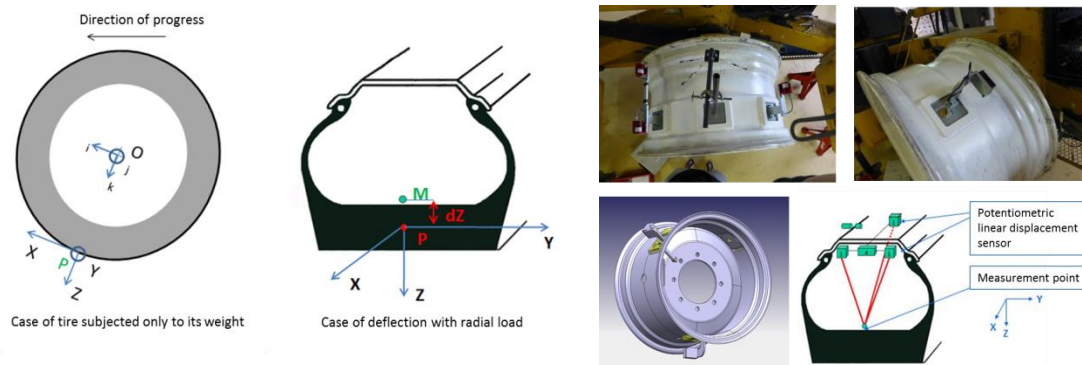 Direction of progress
i
O
j
k
X
P
Y
Z
Case of tire subjected only to its weight
M
dZ
P
Y
X
Z
Case of deflection with radial load
Potentiometric
linear displacement
sensor
Measurement point
Y
X
Z